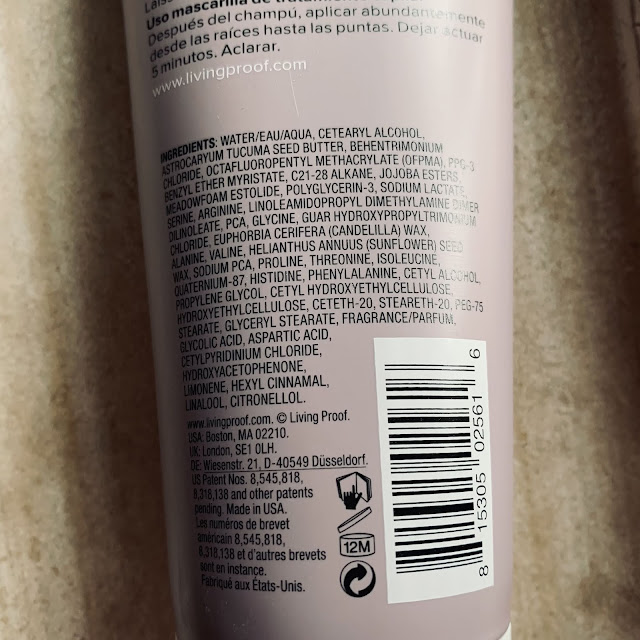 Uso mascarilla de tratamiento
Después del champú, aplicar abundantemente
desde las raíces hasta las puntas. Dejar actuar
5 minutos. Aclarar.
www.livingproof.com
INGREDIENTS: WATER/EAU/AQUA, CETEARYL ALCOHOL,
ASTROCARYUM TUCUMA SEED BUTTER, BEHENTRIMONIUM
CHLORIDE, OCTAFLUOROPENTYL METHACRYLATE (OFPMA), PPG-3
BENZYL ETHER MYRISTATE, C21-28 ALKANE, JOJOBA ESTERS,
MEADOWFOAM ESTOLIDE, POLYGLYCERIN-3, SODIUM LACTATE,
SERINE, ARGININE, LINOLEAMIDOPROPYL DIMETHYLAMINE DIMER
DILINOLEATE, PCA, GLYCINE, GUAR HYDROXYPROPYLTRIMONIUM
CHLORIDE, EUPHORBIA CERIFERA (CANDELILLA) WAX,
ALANINE, VALINE, HELIANTHUS ANNUUS (SUNFLOWER) SEED
WAX, SODIUM PCA, PROLINE, THREONINE, ISOLEUCINE,
QUATERNIUM-87, HISTIDINE, PHENYLALANINE, CETYL ALCOHOL,
PROPYLENE GLYCOL, CETYL HYDROXYETHYLCELLULOSE,
HYDROXYETHYLCELLULOSE, CETETH-20, STEARETH-20, PEG-75
STEARATE, GLYCERYL STEARATE, FRAGRANCE/PARFUM,
GLYCOLIC ACID, ASPARTIC ACID,
CETYLPYRIDINIUM CHLORIDE,
HYDROXYACETOPHENONE,
LIMONENE, HEXYL CINNAMAL,
LINALOOL, CITRONELLOL.
www.livingproof.com. © Living Proof.
USA: Boston, MA 02210.
UK: London, SE1 0LH.
DE: Wiesenstr. 21, D-40549 Düsseldorf.
US Patent Nos. 8,545,818,
8,318,138 and other patents
pending. Made in USA.
Les numéros de brevet
américain 8,545,818,
8,318,138 et d'autres brevets
sont en instance.
Fabriqué aux États-Unis.
12M
8 15305 02561 6